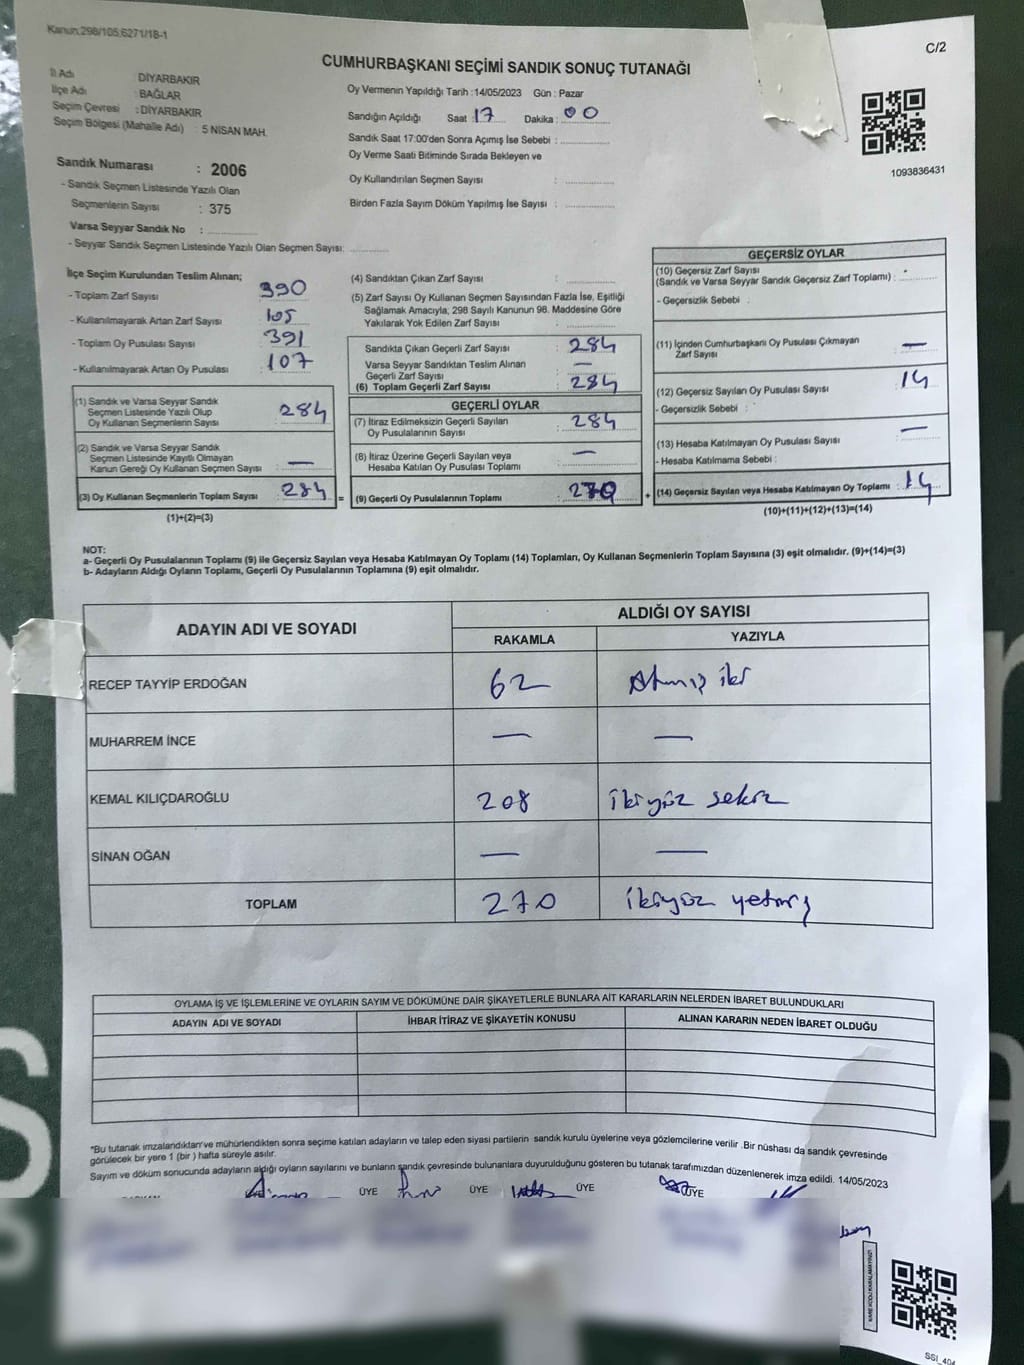 Kanun:298/105;6271/18-1
C/2
CUMHURBAŞKANI SEÇİMİ SANDIK SONUÇ TUTANAĞI
İl Adı : DİYARBAKIR
İlçe Adı : BAĞLAR
Seçim Çevresi : DİYARBAKIR
Seçim Bölgesi (Mahalle Adı) : 5 NİSAN MAH.
Sandık Numarası : 2006
- Sandık Seçmen Listesinde Yazılı Olan
Seçmenlerin Sayısı : 375
Varsa Seyyar Sandık No :
- Seyyar Sandık Seçmen Listesinde Yazılı Olan Seçmen Sayısı:
Oy Vermenin Yapıldığı Tarih :14/05/2023 Gün : Pazar
Sandığın Açıldığı Saat : 17 Dakika : 00
Sandık Saat 17:00'den Sonra Açımış İse Sebebi :
Oy Verme Saati Bitiminde Sırada Bekleyen ve
Oy Kullandırılan Seçmen Sayısı :
Birden Fazla Sayım Döküm Yapılmış İse Sayısı :
1093836431
İlçe Seçim Kurulundan Teslim Alınan;
- Toplam Zarf Sayısı : 390
- Kullanılmayarak Artan Zarf Sayısı : 105
- Toplam Oy Pusulası Sayısı : 391
- Kullanılmayarak Artan Oy Pusulası : 107
(1) Sandık ve Varsa Seyyar Sandık
Seçmen Listesinde Yazılı Olup
Oy Kullanan Seçmenlerin Sayısı : 284
(2) Sandık ve Varsa Seyyar Sandık
Seçmen Listesinde Kayıtlı Olmayan
Kanun Gereği Oy Kullanan Seçmen Sayısı : —
(3) Oy Kullanan Seçmenlerin Toplam Sayısı : 284 =
(1)+(2)=(3)
(4) Sandıktan Çıkan Zarf Sayısı :
(5) Zarf Sayısı Oy Kullanan Seçmen Sayısından Fazla İse, Eşitliği
Sağlamak Amacıyla; 298 Sayılı Kanunun 98. Maddesine Göre
Yakılarak Yok Edilen Zarf Sayısı :
Sandıkta Çıkan Geçerli Zarf Sayısı : 284
Varsa Seyyar Sandıktan Teslim Alınan
Geçerli Zarf Sayısı : —
(6) Toplam Geçerli Zarf Sayısı : 284
GEÇERLİ OYLAR
(7) İtiraz Edilmeksizin Geçerli Sayılan
Oy Pusulalarının Sayısı : 284
(8) İtiraz Üzerine Geçerli Sayılan veya
Hesaba Katılan Oy Pusulası Toplamı : —
(9) Geçerli Oy Pusulalarının Toplamı : 270 +
GEÇERSİZ OYLAR
(10) Geçersiz Zarf Sayısı
(Sandık ve Varsa Seyyar Sandık Geçersiz Zarf Toplamı) :
- Geçersizlik Sebebi :
(11) İçinden Cumhurbaşkanı Oy Pusulası Çıkmayan
Zarf Sayısı : —
(12) Geçersiz Sayılan Oy Pusulası Sayısı : 14
- Geçersizlik Sebebi :
(13) Hesaba Katılmayan Oy Pusulası Sayısı : —
- Hesaba Katılmama Sebebi :
(14) Geçersiz Sayılan veya Hesaba Katılmayan Oy Toplamı : 14
(10)+(11)+(12)+(13)=(14)
NOT:
a- Geçerli Oy Pusulalarının Toplamı (9) ile Geçersiz Sayılan veya Hesaba Katılmayan Oy Toplamı (14) Toplamları, Oy Kullanan Seçmenlerin Toplam Sayısına (3) eşit olmalıdır. (9)+(14)=(3)
b- Adayların Aldığı Oyların Toplamı, Geçerli Oy Pusulalarının Toplamına (9) eşit olmalıdır.
ADAYIN ADI VE SOYADI
ALDIĞI OY SAYISI
RAKAMLA YAZIYLA
RECEP TAYYİP ERDOĞAN 62 Atmış iki
MUHARREM İNCE — —
KEMAL KILIÇDAROĞLU 208 ikiyüz sekiz
SİNAN OĞAN — —
TOPLAM 270 ikiyüz yetmiş
OYLAMA İŞ VE İŞLEMLERİNE VE OYLARIN SAYIM VE DÖKÜMÜNE DAİR ŞİKAYETLERLE BUNLARA AİT KARARLARIN NELERDEN İBARET BULUNDUKLARI
ADAYIN ADI VE SOYADI İHBAR İTİRAZ VE ŞİKAYETİN KONUSU ALINAN KARARIN NEDEN İBARET OLDUĞU
*Bu tutanak imzalandıktan ve mühürlendikten sonra seçime katılan adayların ve talep eden siyasi partilerin sandık kurulu üyelerine veya gözlemcilerine verilir .Bir nüshası da sandık çevresinde
görülecek bir yere 1 (bir ) hafta süreyle asılır.
Sayım ve döküm sonucunda adayların aldığı oyların sayılarını ve bunların sandık çevresinde bulunanlara duyurulduğunu gösteren bu tutanak tarafımızdan düzenlenerek imza edildi. 14/05/2023
ÜYE ÜYE ÜYE ÜYE